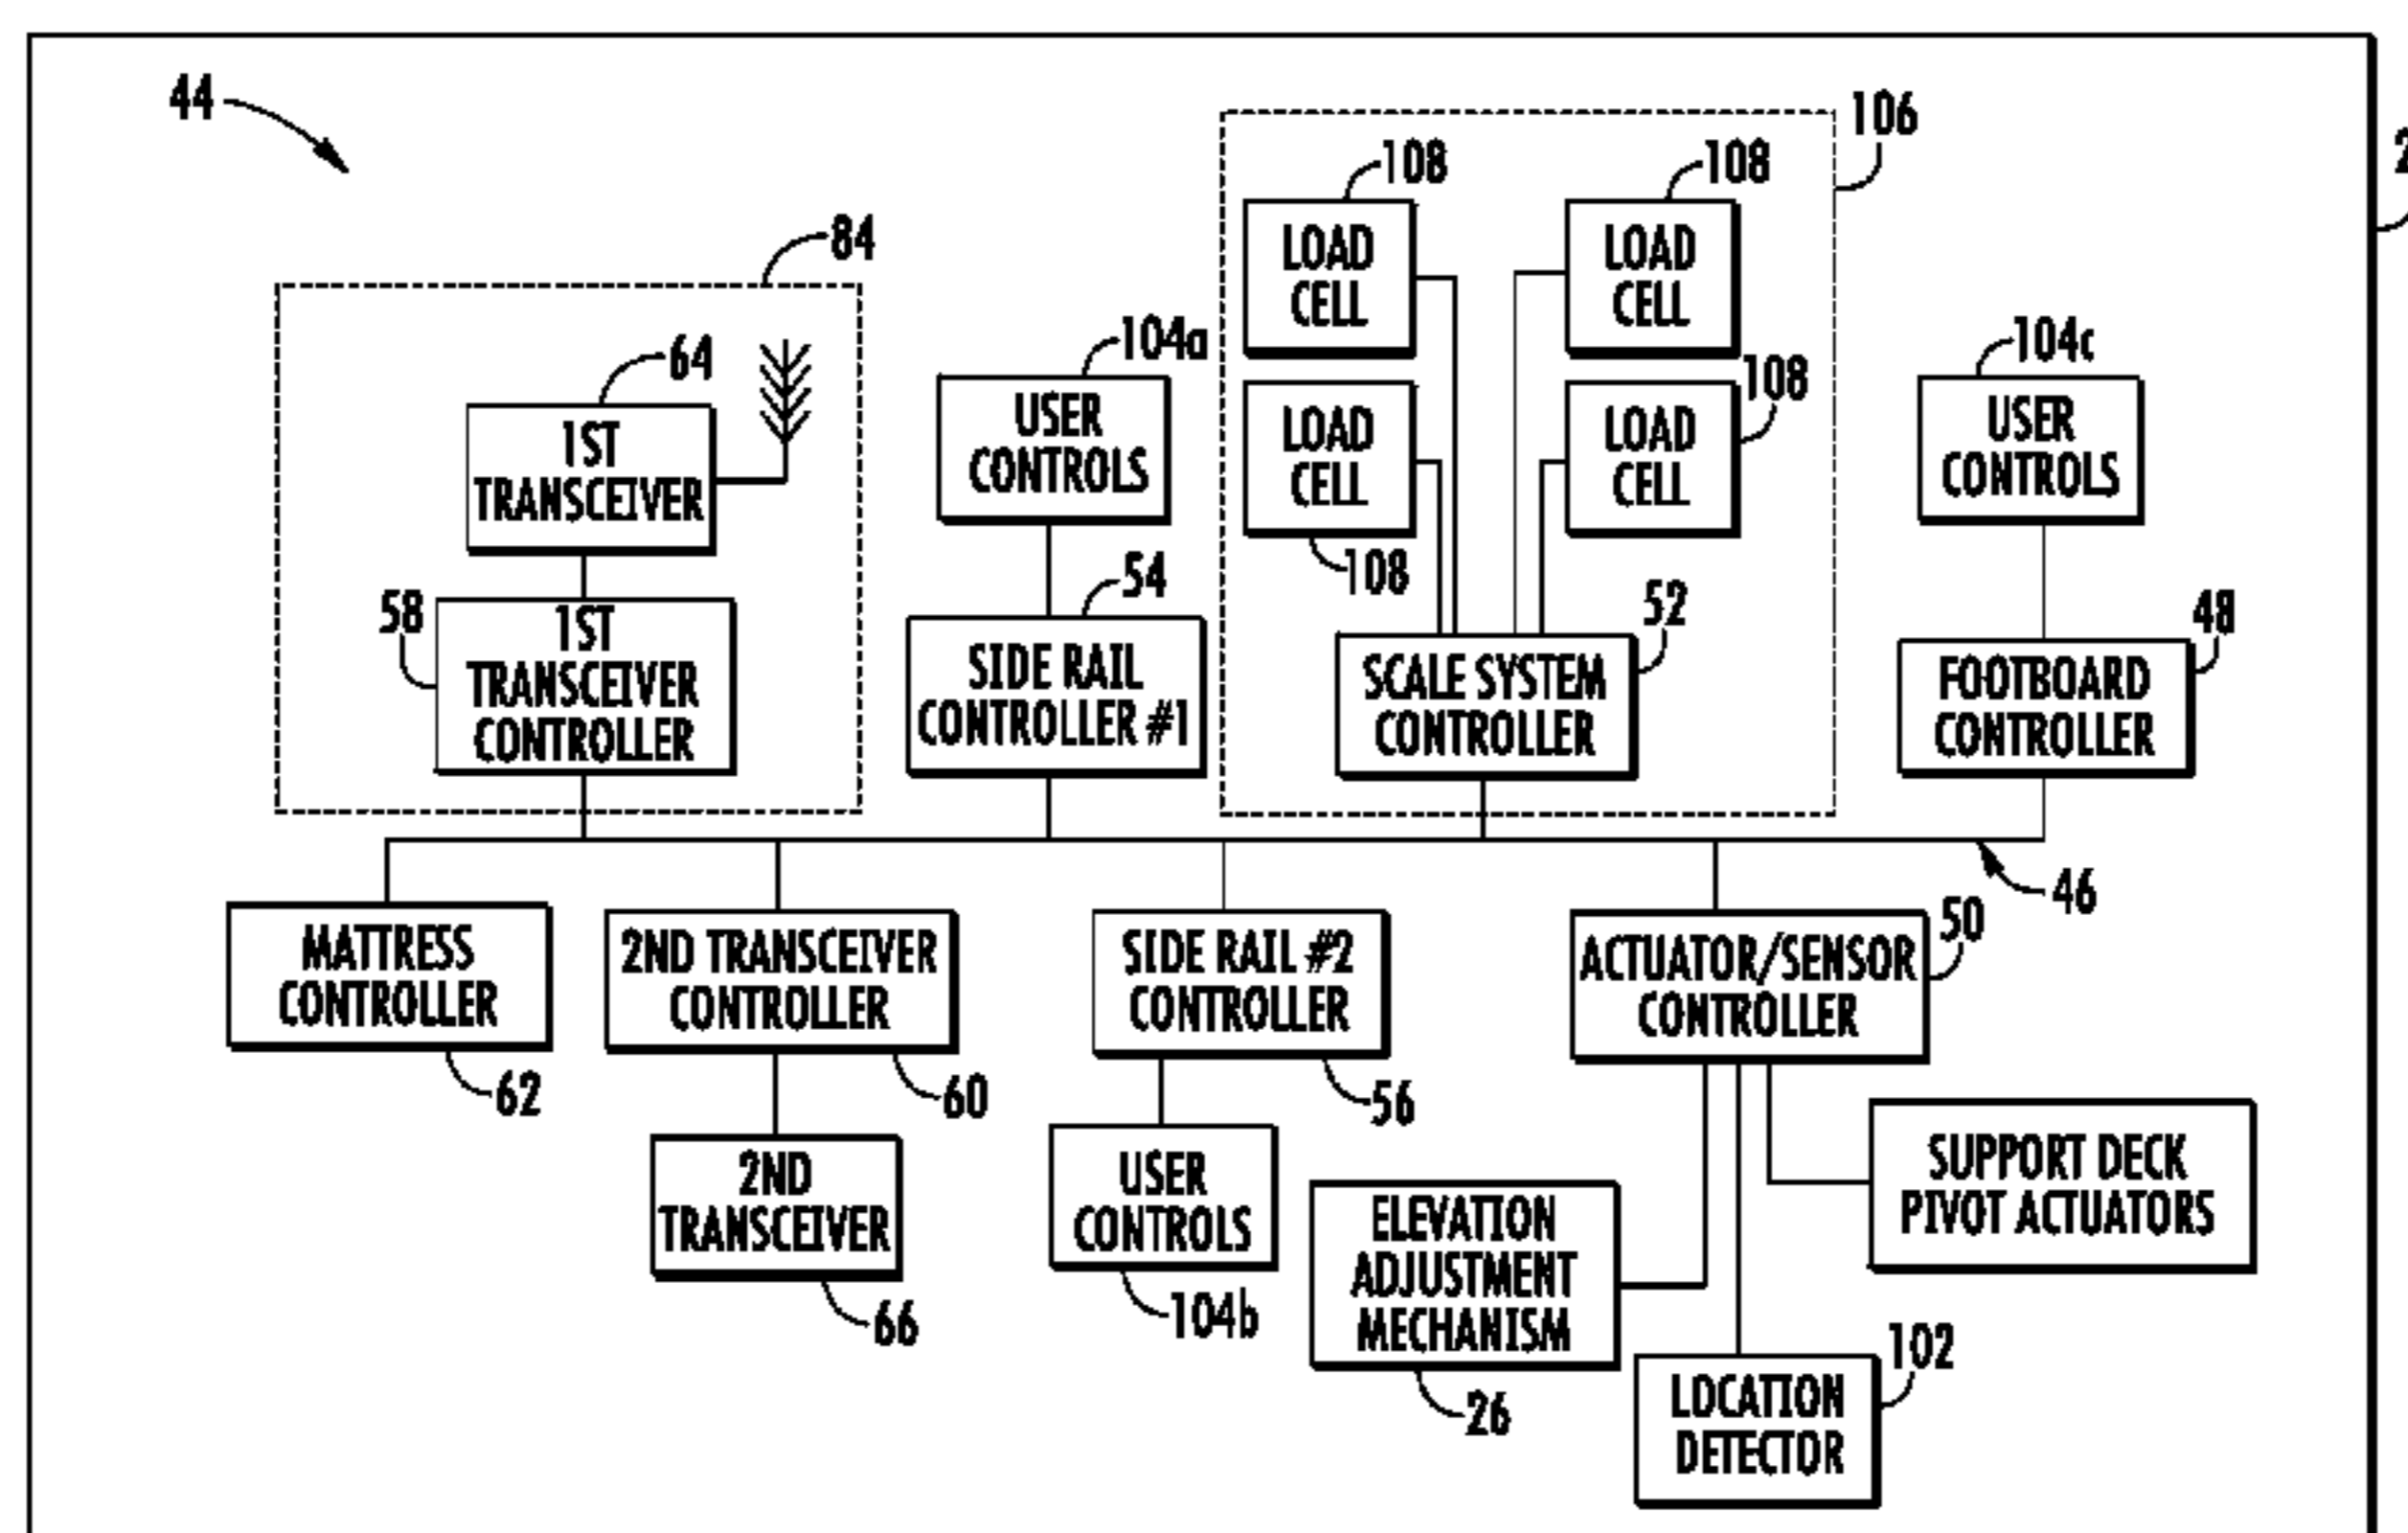 44
106
2
108
108
LOAD
CELL
LOAD
CELL
84
64
104a
104c
108
1ST
TRANSCEIVER
USER
CONTROLS
LOAD
CELL
LOAD
CELL
USER
CONTROLS
108
58
54
52
48
1ST
TRANSCEIVER
CONTROLLER
SIDE RAIL
CONTROLLER #1
SCALE SYSTEM
CONTROLLER
FOOTBOARD
CONTROLLER
46
50
MATTRESS
CONTROLLER
2ND TRANSCEIVER
CONTROLLER
SIDE RAIL #2
CONTROLLER
ACTUATOR/SENSOR
CONTROLLER
62
60
56
2ND
TRANSCEIVER
USER
CONTROLS
ELEVATION
ADJUSTMENT
MECHANISM
SUPPORT DECK
PIVOT ACTUATORS
66
104b
26
102
LOCATION
DETECTOR